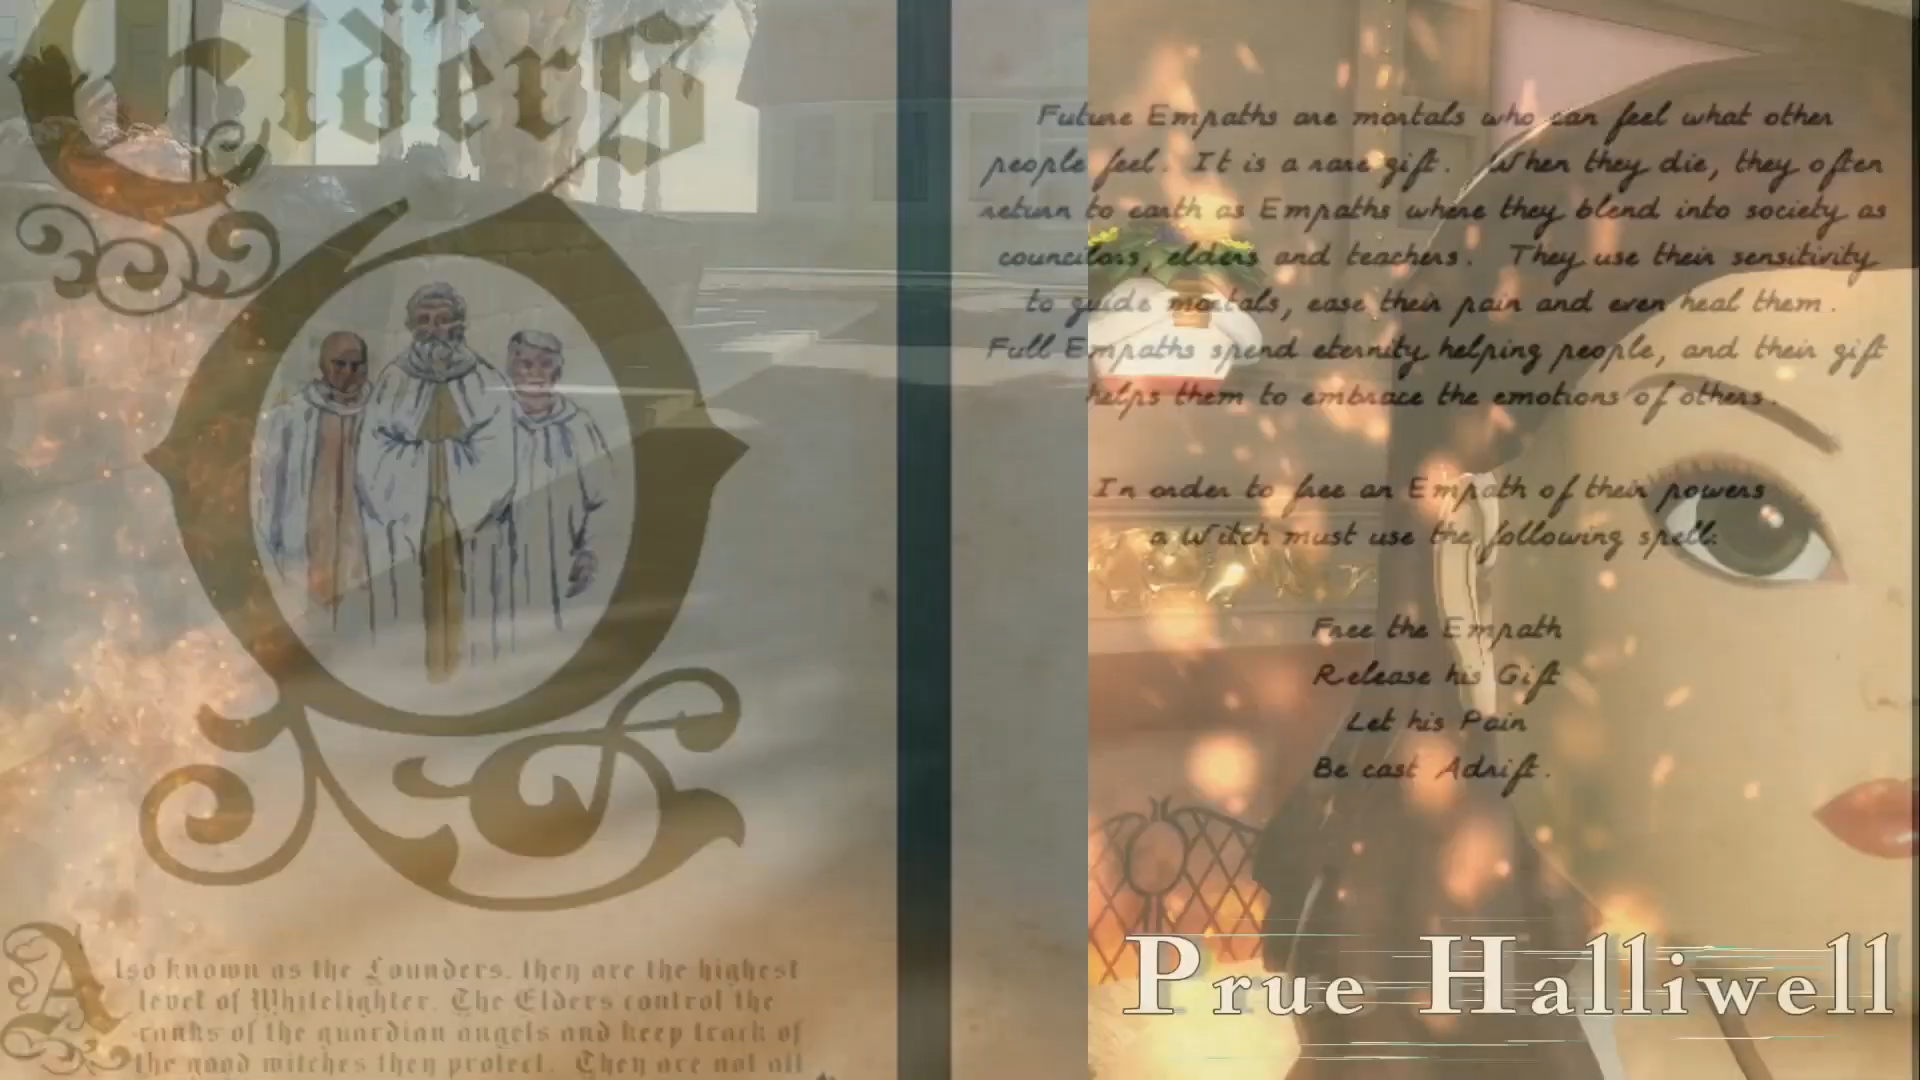 Elders
Also known as the Founders, they are the highest
level of Whitelighter. The Elders control the
ranks of the guardian angels and keep track of
the good witches they protect. They are not all
Future Empaths are mortals who can feel what other
people feel. It is a rare gift. When they die, they often
return to earth as Empaths where they blend into society as
councilors, elders and teachers. They use their sensitivity
to guide mortals, ease their pain and even heal them.
Full Empaths spend eternity helping people, and their gift
helps them to embrace the emotions of others.
In order to free an Empath of their powers
a Witch must use the following spell:
Free the Empath
Release his Gift
Let his Pain
Be cast Adrift.
Prue Halliwell